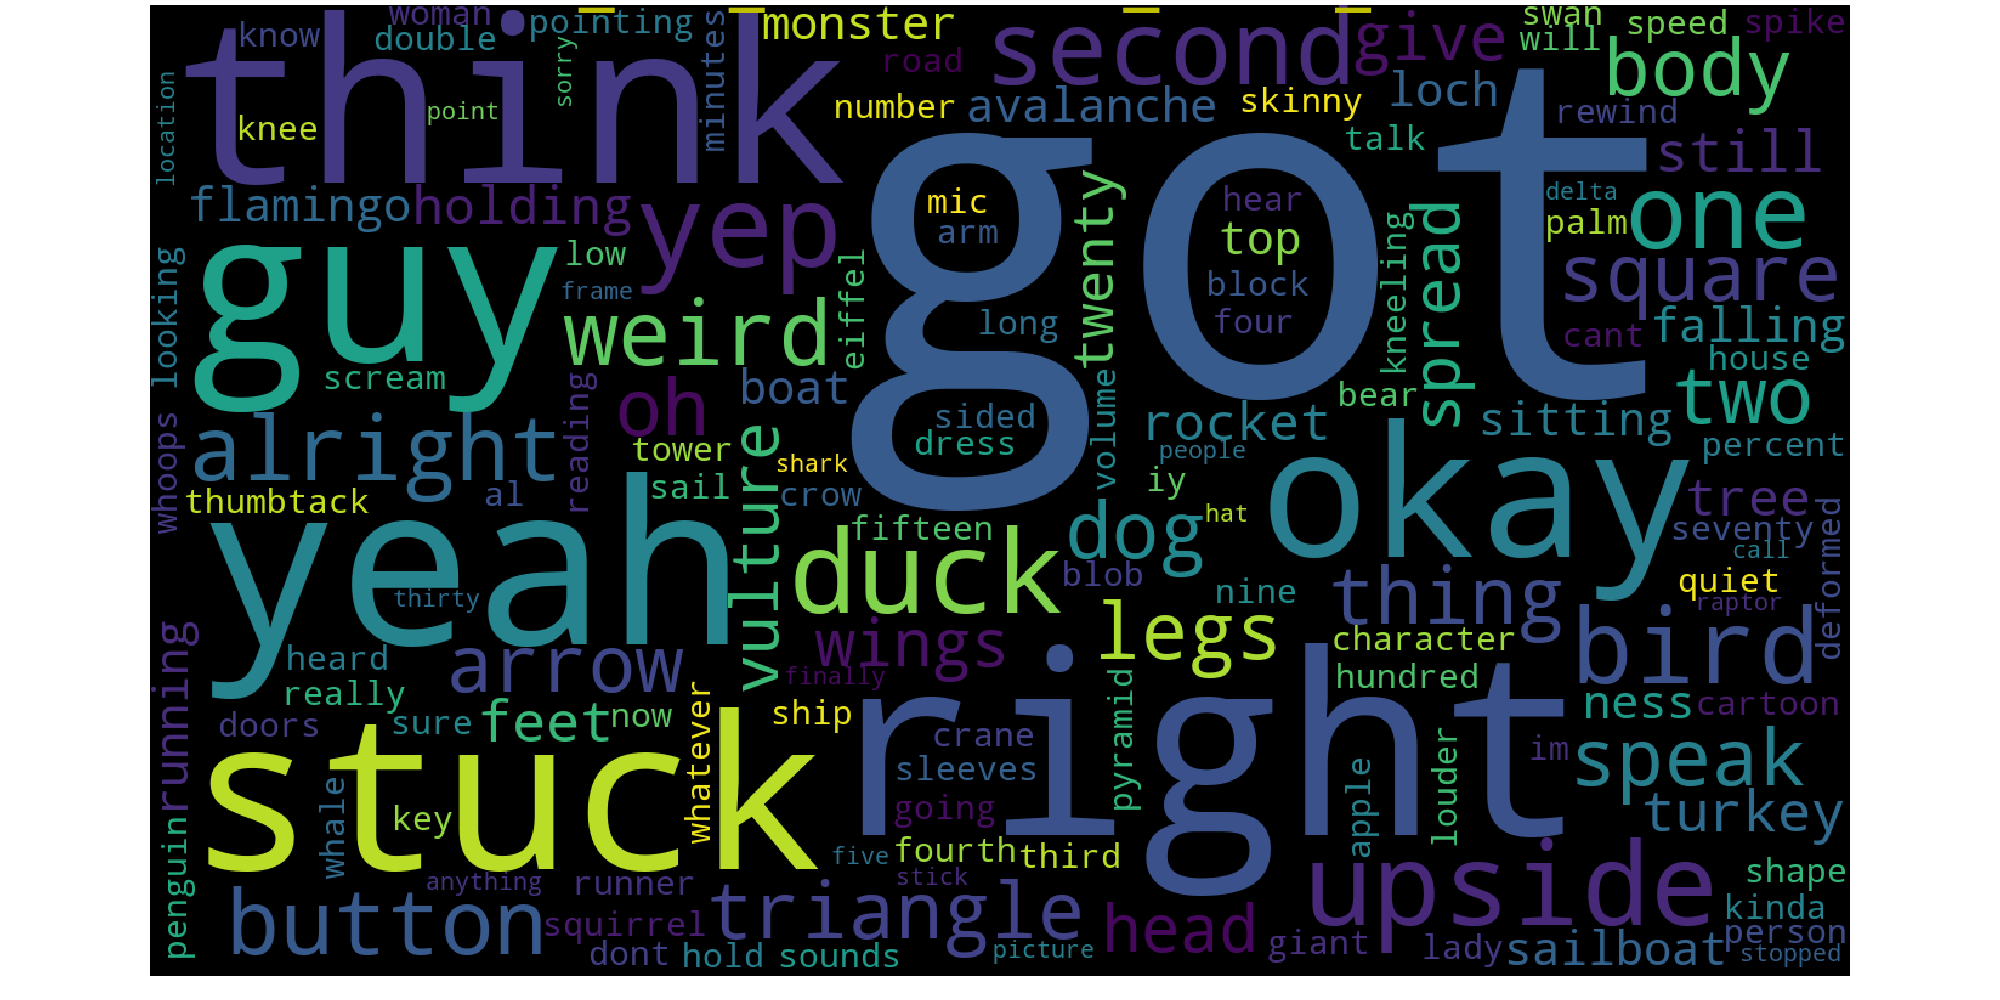 woman
pointing
monster
swan
speed
spike
know
double
think
sorry
minutes
second
give
will
body
road
location
knee
point
number
avalanche
skinny
loch
rewind
got
talk
still
flamingo
holding
yep
mic
arm
twenty
hear
top
kneeling
spread
delta
palm
one
guy
low
frame
weird
eiffel
long
block
four
square
cant
falling
looking
scream
reading
oh
boat
sided
dress
volume
rocket
bear
sitting
house
two
percent
whoops
alright
tower
vulture
shark
crow
people
iy
okay
tree
thumbtack
al
sail
fifteen
dog
hat
seventy
deformed
yeah
thirty
duck
blob
nine
thing
call
quiet
raptor
bird
running
heard
really
arrow
wings
finally
legs
character
hundred
ness
cartoon
doors
sure
feet
now
whatever
ship
crane
pyramid
right
louder
im
speak
stuck
whale
key
sleeves
going
apple
turkey
penguin
five
fourth
third
upside
shape
anything
runner
stick
button
squirrel
triangle
head
giant
lady
kinda
person
sailboat
dont
hold
sounds
picture
stopped